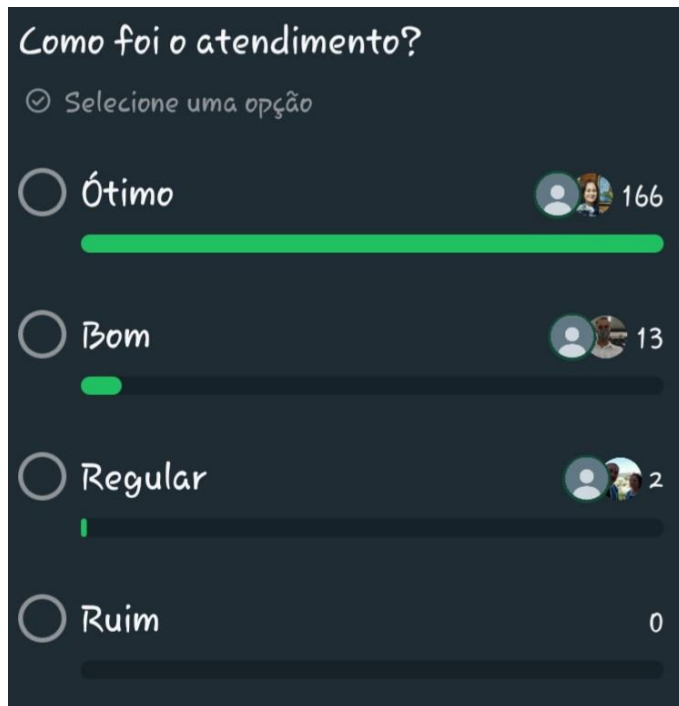 Como foi o atendimento?
Selecione uma opção
Ótimo 166
Bom 13
Regular 2
Ruim 0